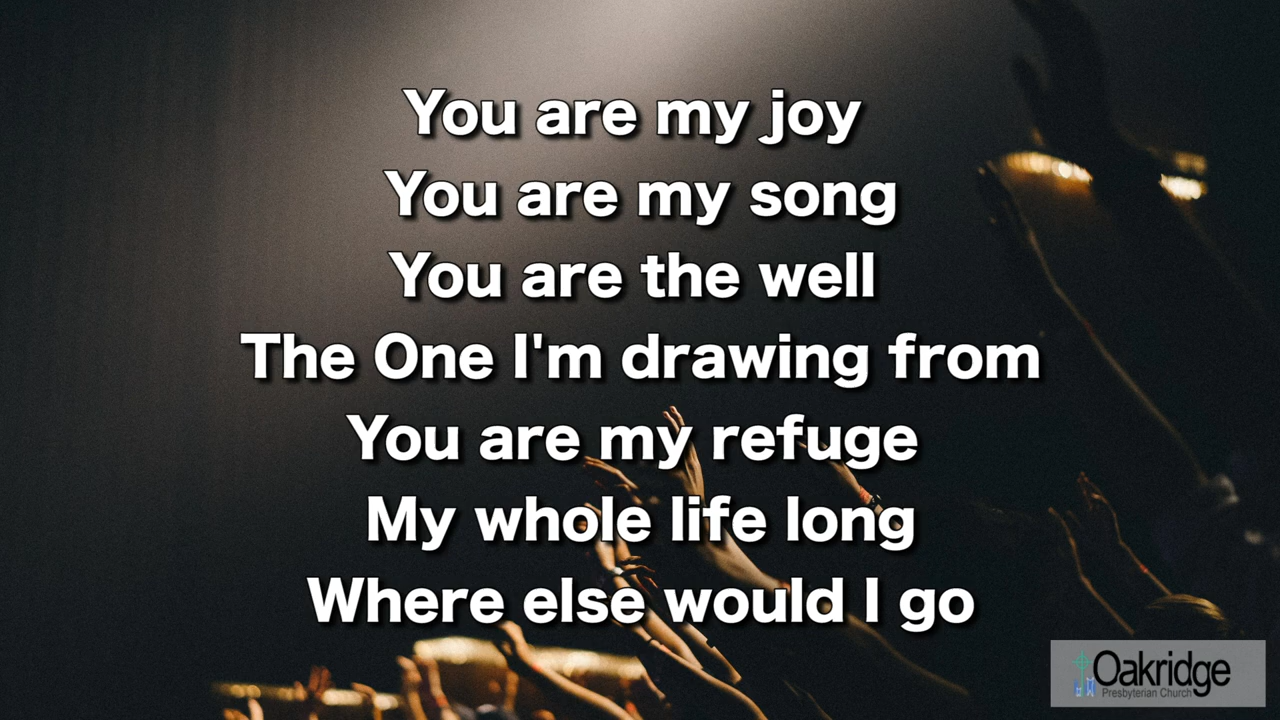 You are my joy
You are my song
You are the well
The One I'm drawing from
You are my refuge
My whole life long
Where else would I go
Oakridge
Presbyterian Church